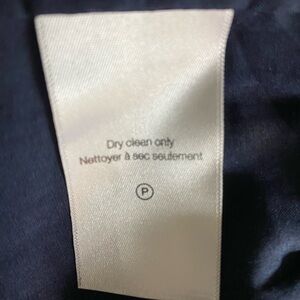 Dry clean only
Nettoyer à sec seulement
P